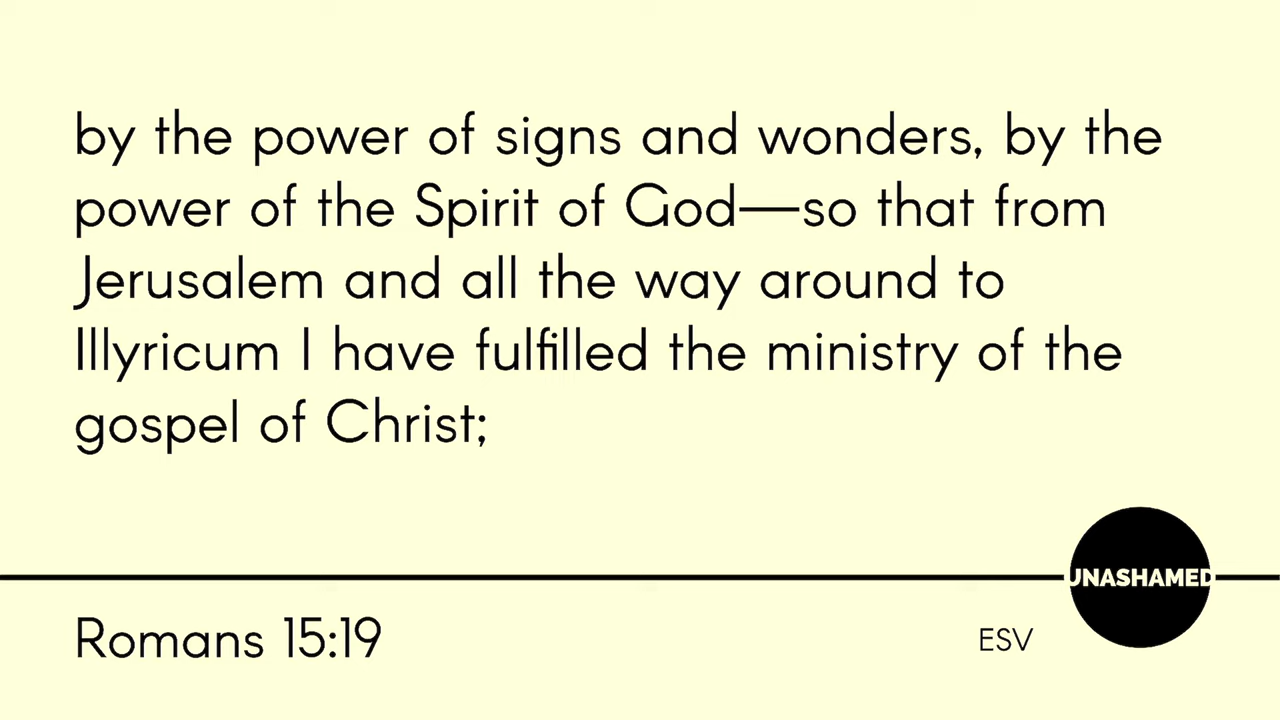 by the power of signs and wonders, by the
power of the Spirit of God—so that from
Jerusalem and all the way around to
Illyricum I have fulfilled the ministry of the
gospel of Christ;
UNASHAMED
Romans 15:19
ESV